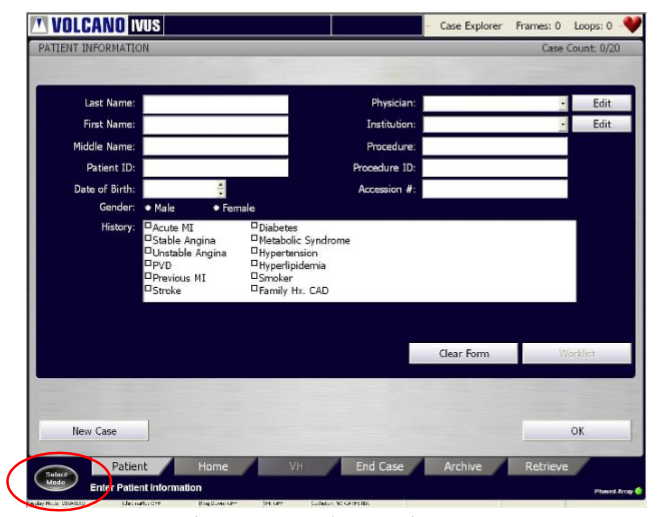 VOLCANO IVUS
Case Explorer Frames: 0 Loops: 0
PATIENT INFORMATION Case Count: 0/20
Last Name: Physician: Edit
First Name: Institution: Edit
Middle Name: Procedure:
Patient ID: Procedure ID:
Date of Birth: Accession #:
Gender: Male Female
History: Acute MI Diabetes
Stable Angina Metabolic Syndrome
Unstable Angina Hypertension
PVD Hyperlipidemia
Previous MI Smoker
Stroke Family Hx. CAD
Clear Form Worklist
New Case OK
Select Mode
Patient Home VH End Case Archive Retrieve
Enter Patient Information
Phased Array